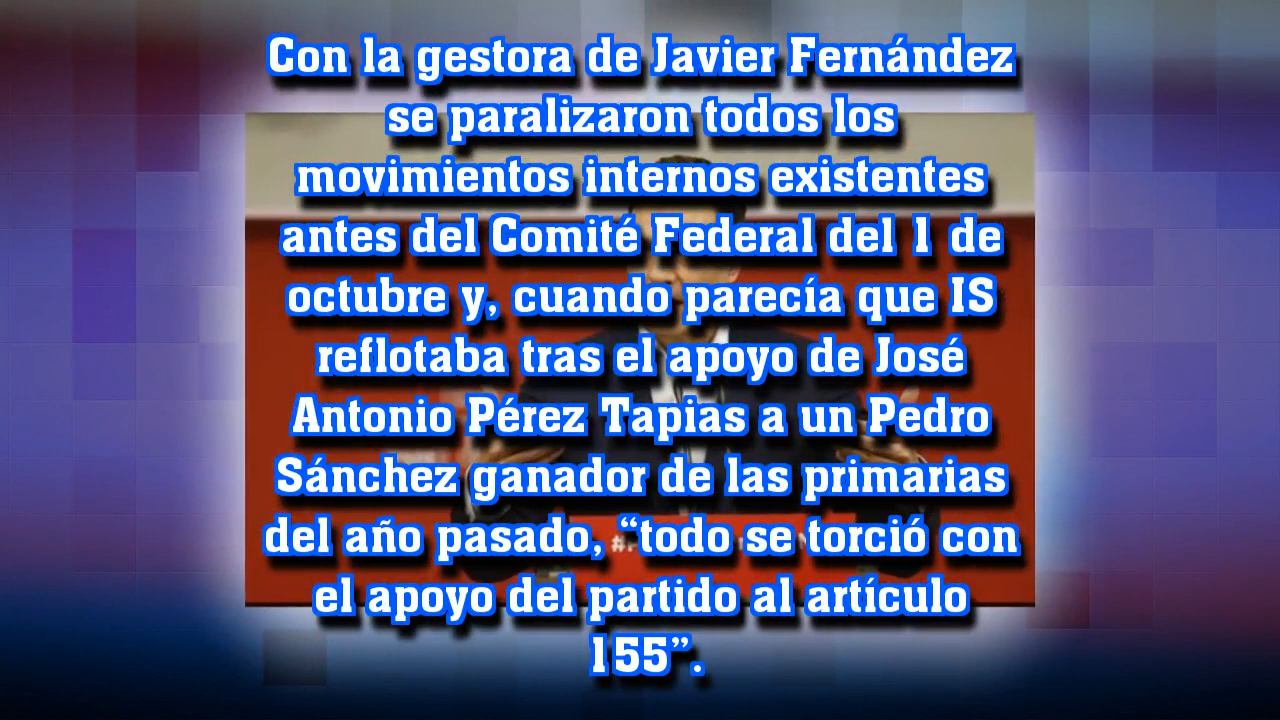 Con la gestora de Javier Fernández
se paralizaron todos los
movimientos internos existentes
antes del Comité Federal del 1 de
octubre y, cuando parecía que IS
reflotaba tras el apoyo de José
Antonio Pérez Tapias a un Pedro
Sánchez ganador de las primarias
del año pasado, “todo se torció con
el apoyo del partido al artículo
155”.